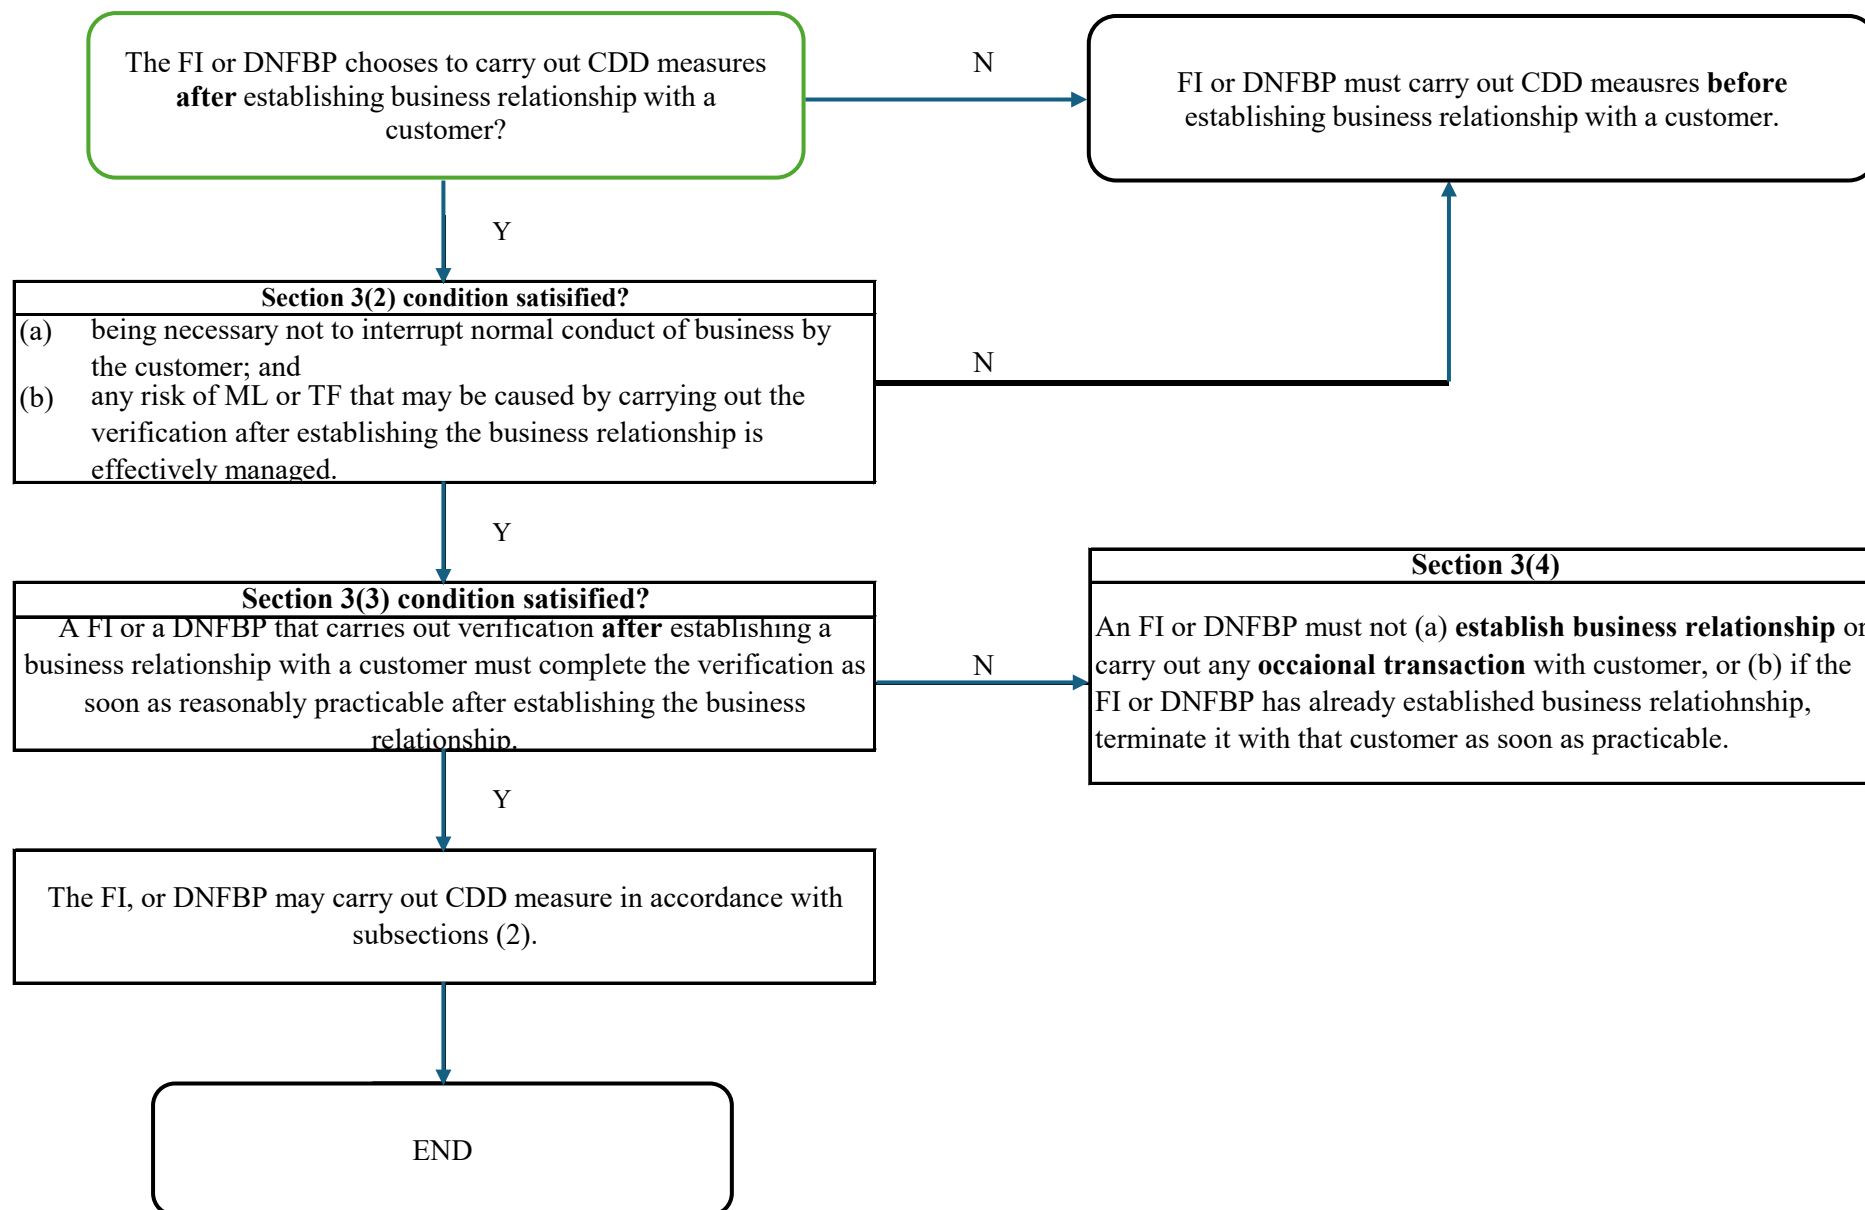 The FI or DNFBP chooses to carry out CDD measures
after establishing business relationship with a
customer?
N
FI or DNFBP must carry out CDD meausres before
establishing business relationship with a customer.
Y
Section 3(2) condition satisified?
(a) being necessary not to interrupt normal conduct of business by
the customer; and
(b) any risk of ML or TF that may be caused by carrying out the
verification after establishing the business relationship is
effectively managed.
N
Y
Section 3(3) condition satisified?
A FI or a DNFBP that carries out verification after establishing a
business relationship with a customer must complete the verification as
soon as reasonably practicable after establishing the business
relationship.
N
Section 3(4)
An FI or DNFBP must not (a) establish business relationship or
carry out any occaional transaction with customer, or (b) if the
FI or DNFBP has already established business relatiohnship,
terminate it with that customer as soon as practicable.
Y
The FI, or DNFBP may carry out CDD measure in accordance with
subsections (2).
END